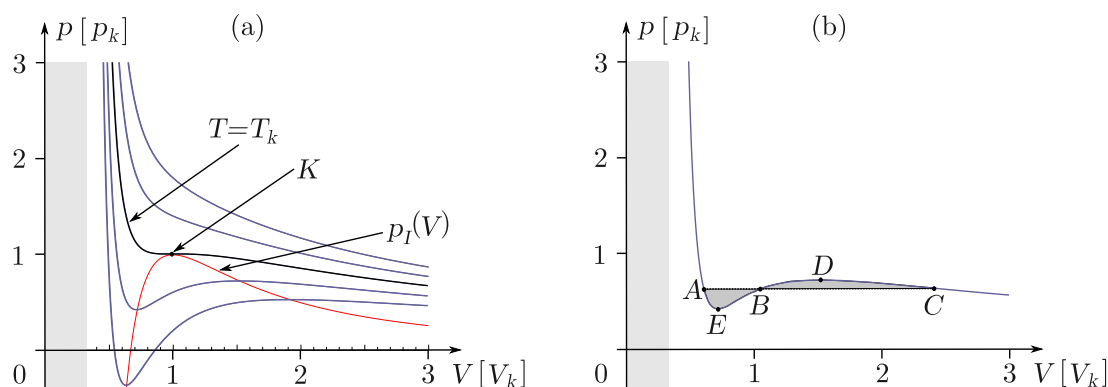 p [ p_k] (a)
3
T=T_k
2
K
p_I(V)
1
0 1 2 3 V [V_k]
p [ p_k] (b)
3
2
1
D
A B C
E
0 1 2 3 V [V_k]